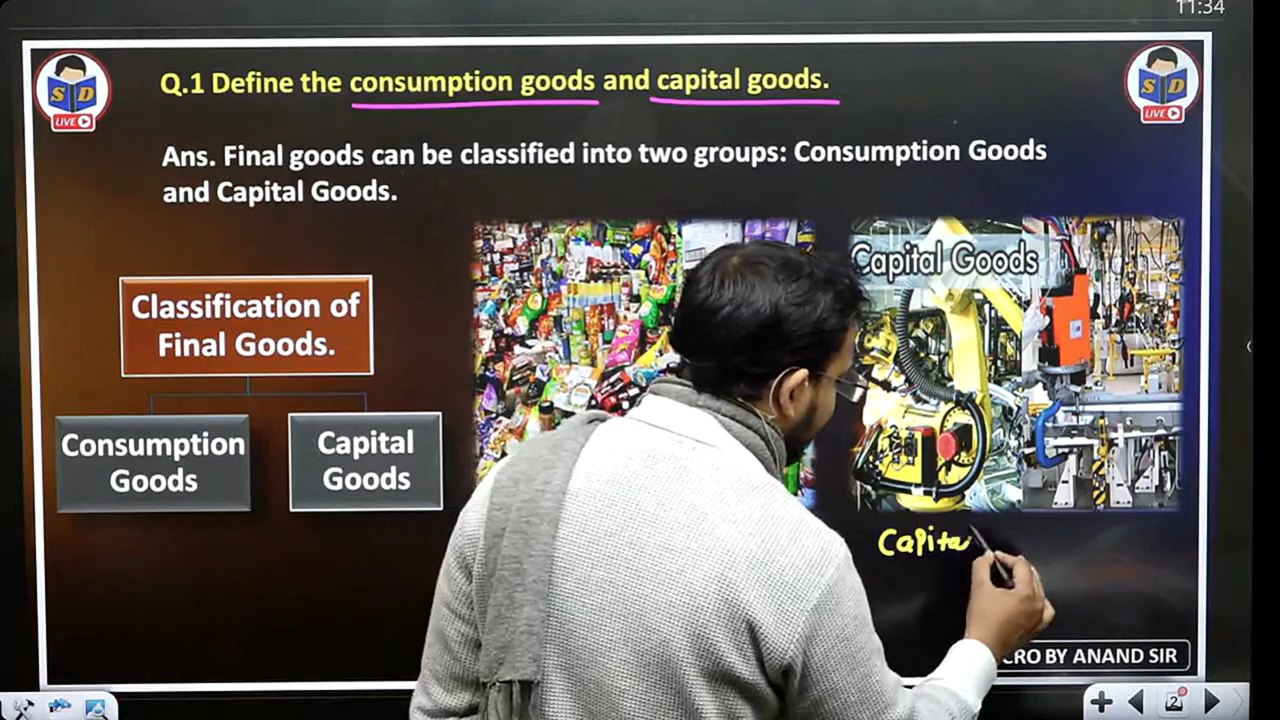 11:34
Q.1 Define the consumption goods and capital goods.
S D
LIVE
S D
LIVE
Ans. Final goods can be classified into two groups: Consumption Goods
and Capital Goods.
Capital Goods
Classification of
Final Goods.
Consumption
Goods
Capital
Goods
Capita
CRO BY ANAND SIR
2